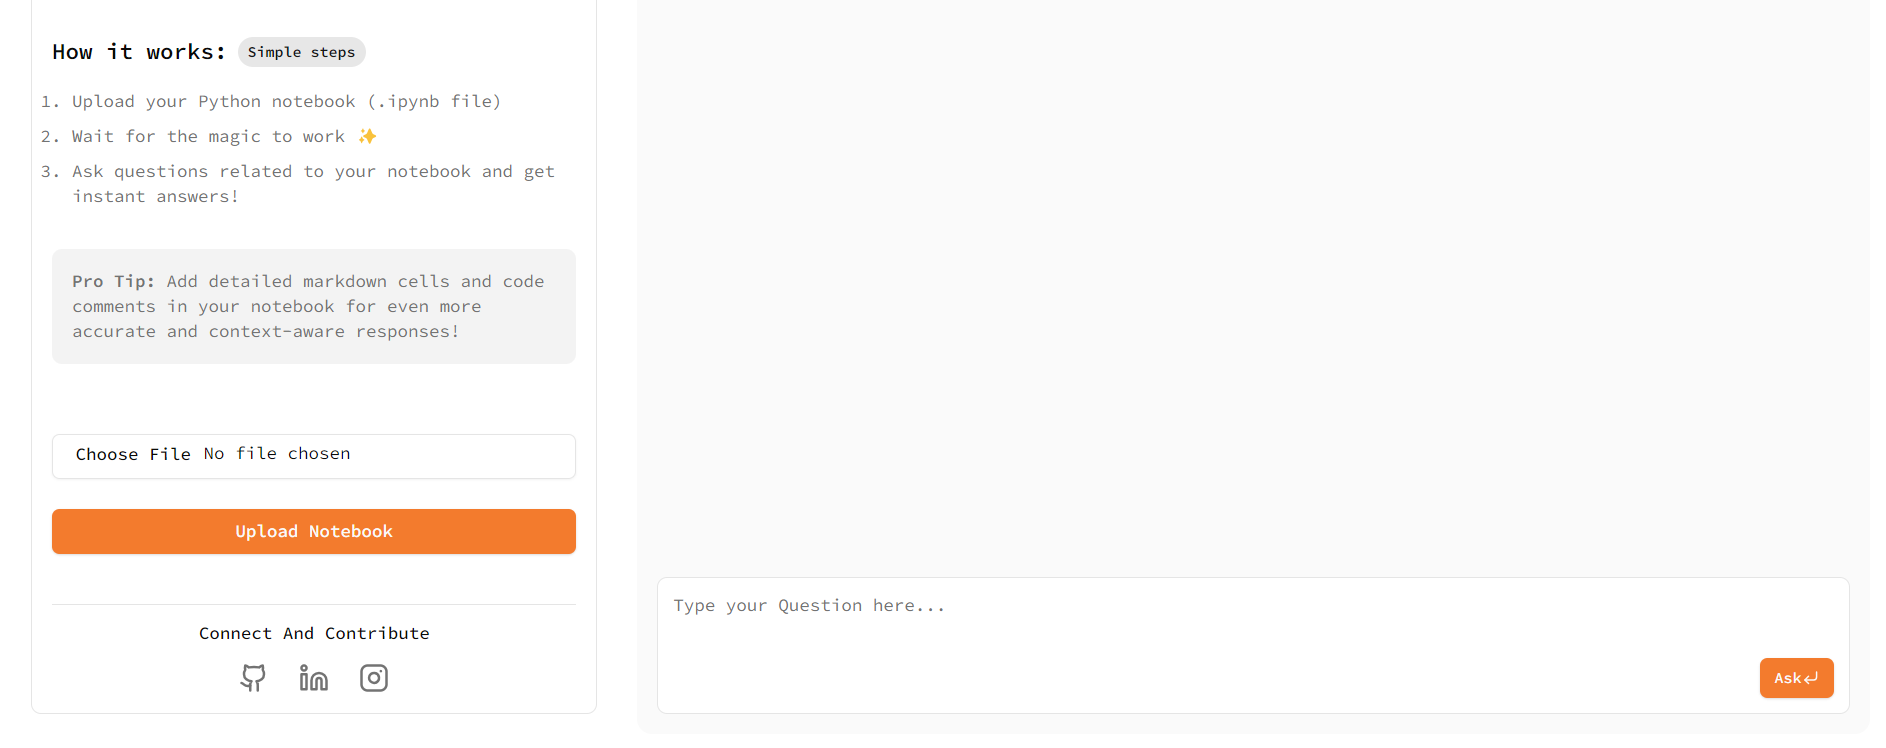 How it works: Simple steps
1. Upload your Python notebook (.ipynb file)
2. Wait for the magic to work ✨
3. Ask questions related to your notebook and get
instant answers!
Pro Tip: Add detailed markdown cells and code
comments in your notebook for even more
accurate and context-aware responses!
Choose File No file chosen
Upload Notebook
Connect And Contribute
Type your Question here...
Ask↵